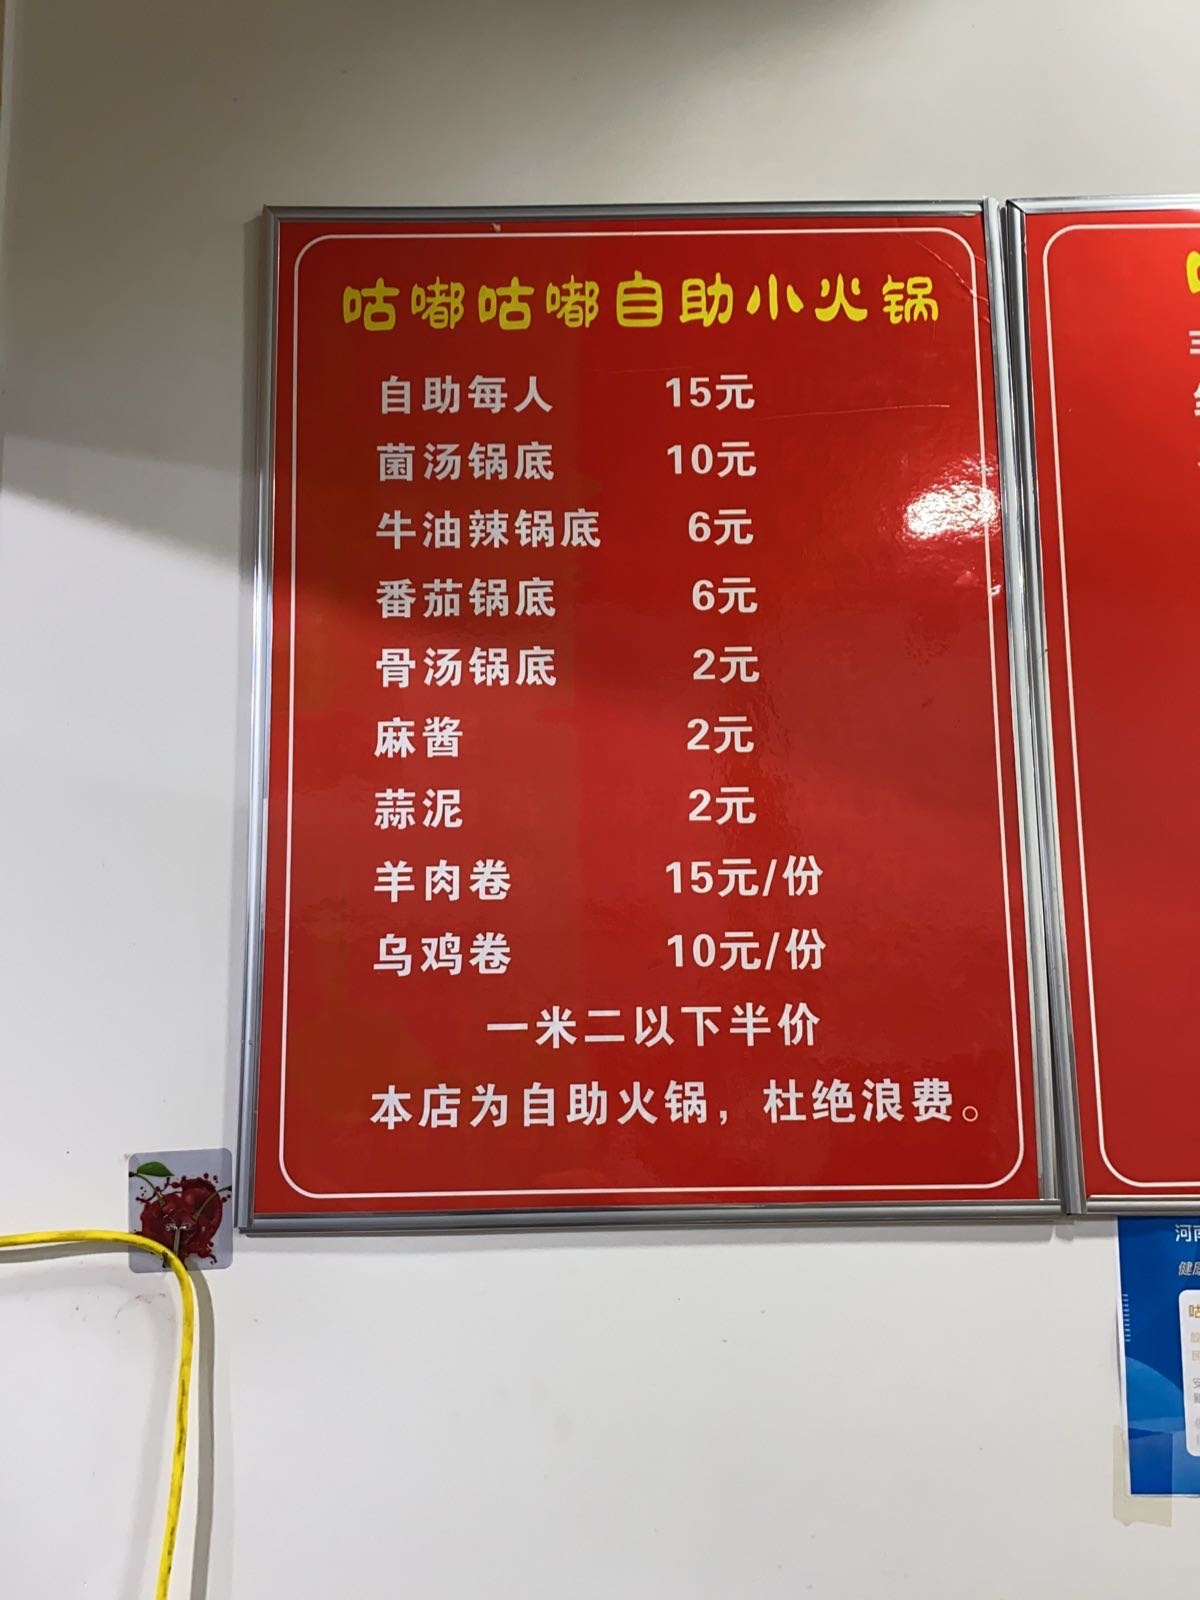 咕嘟咕嘟自助小火锅
自助每人 15元
菌汤锅底 10元
牛油辣锅底 6元
番茄锅底 6元
骨汤锅底 2元
麻酱 2元
蒜泥 2元
羊肉卷 15元/份
乌鸡卷 10元/份
一米二以下半价
本店为自助火锅，杜绝浪费。
河南
健康